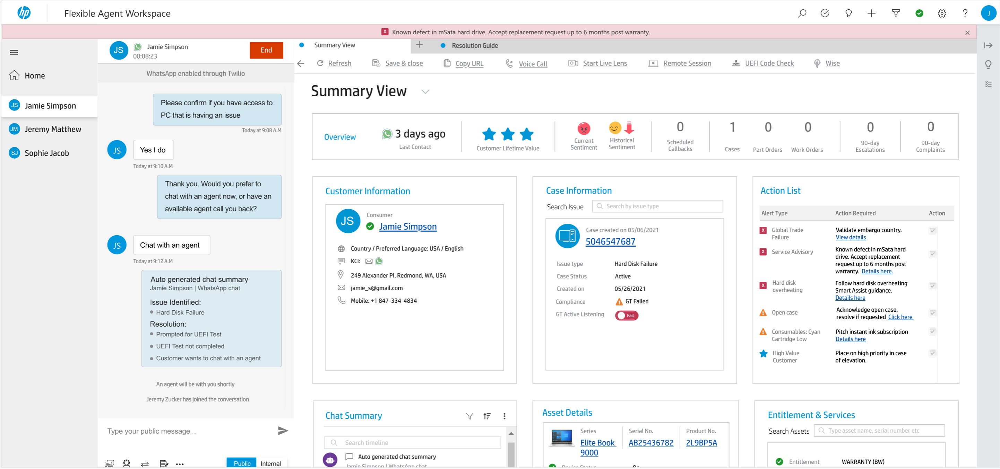 hp
Flexible Agent Workspace
?
J
X Known defect in mSata hard drive. Accept replacement request up to 6 months post warranty.
Home
JS Jamie Simpson
JM Jeremy Matthew
SJ Sophie Jacob
JS
Jamie Simpson
00:08:23
End
WhatsApp enabled through Twilio
Please confirm if you have access to
PC that is having an issue
Today at 9:08 A.M
JS
Yes I do
Today at 9:10 A.M
Thank you. Would you prefer to
chat with an agent now, or have an
available agent call you back?
JS
Chat with an agent
Today at 9:12 A.M
Auto generated chat summary
Jamie Simpson | WhatsApp chat
Issue Identified:
Hard Disk Failure
Resolution:
Prompted for UEFI Test
UEFI Test not completed
Customer wants to chat with an agent
An agent will be with you shortly
Jeremy Zucker has joined the conversation
Type your public message ...
Public Internal
Summary View
Resolution Guide
Refresh Save & close Copy URL Voice Call Start Live Lens Remote Session UEFI Code Check Wise
Summary View
Overview
3 days ago
Last Contact
Customer Lifetime Value
Current
Sentiment
Historical
Sentiment
0
Scheduled
Callbacks
1
Cases
0
Part Orders
0
Work Orders
0
90-day
Escalations
0
90-day
Complaints
Customer Information
JS
Consumer
Jamie Simpson
Country / Preferred Language: USA / English
KCI:
249 Alexander Pl, Redmond, WA, USA
jamie_s@gmail.com
Mobile: +1 847-334-4834
Case Information
Search Issue
Search by issue type
Case created on 05/06/2021
5046547687
Issue type Hard Disk Failure
Case Status Active
Created on 05/26/2021
Compliance GT Failed
GT Active Listening Fail
Action List
Alert Type Action Required Action
X
Global Trade
Failure
Validate embargo country.
View details
X
Service Advisory
Known defect in mSata hard
drive. Accept replacement
request up to 6 months post
warranty. Details here.
X
Hard disk
overheating
Follow hard disk overheating
Smart Assist guidance.
Details here
Open case
Acknowledge open case,
resolve if requested Click here
Consumables: Cyan
Cartridge Low
Pitch instant ink subscription
Details here
High Value
Customer
Place on high priority in case
of elevation.
Chat Summary
Search timeline
Auto generated chat summary
Jamie Simpson | WhatsApp chat
Asset Details
Series
Elite Book
9000
Serial No.
AB25436782
Product No.
2L9BP5A
Device Status On
Entitlement & Services
Search Assets
Type asset name, serial number etc
Entitlement WARRANTY (BW)